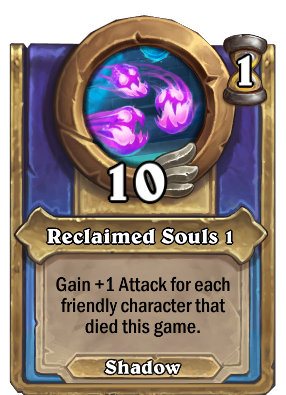 1
10
Reclaimed Souls 1
Gain +1 Attack for each
friendly character that
died this game.
Shadow